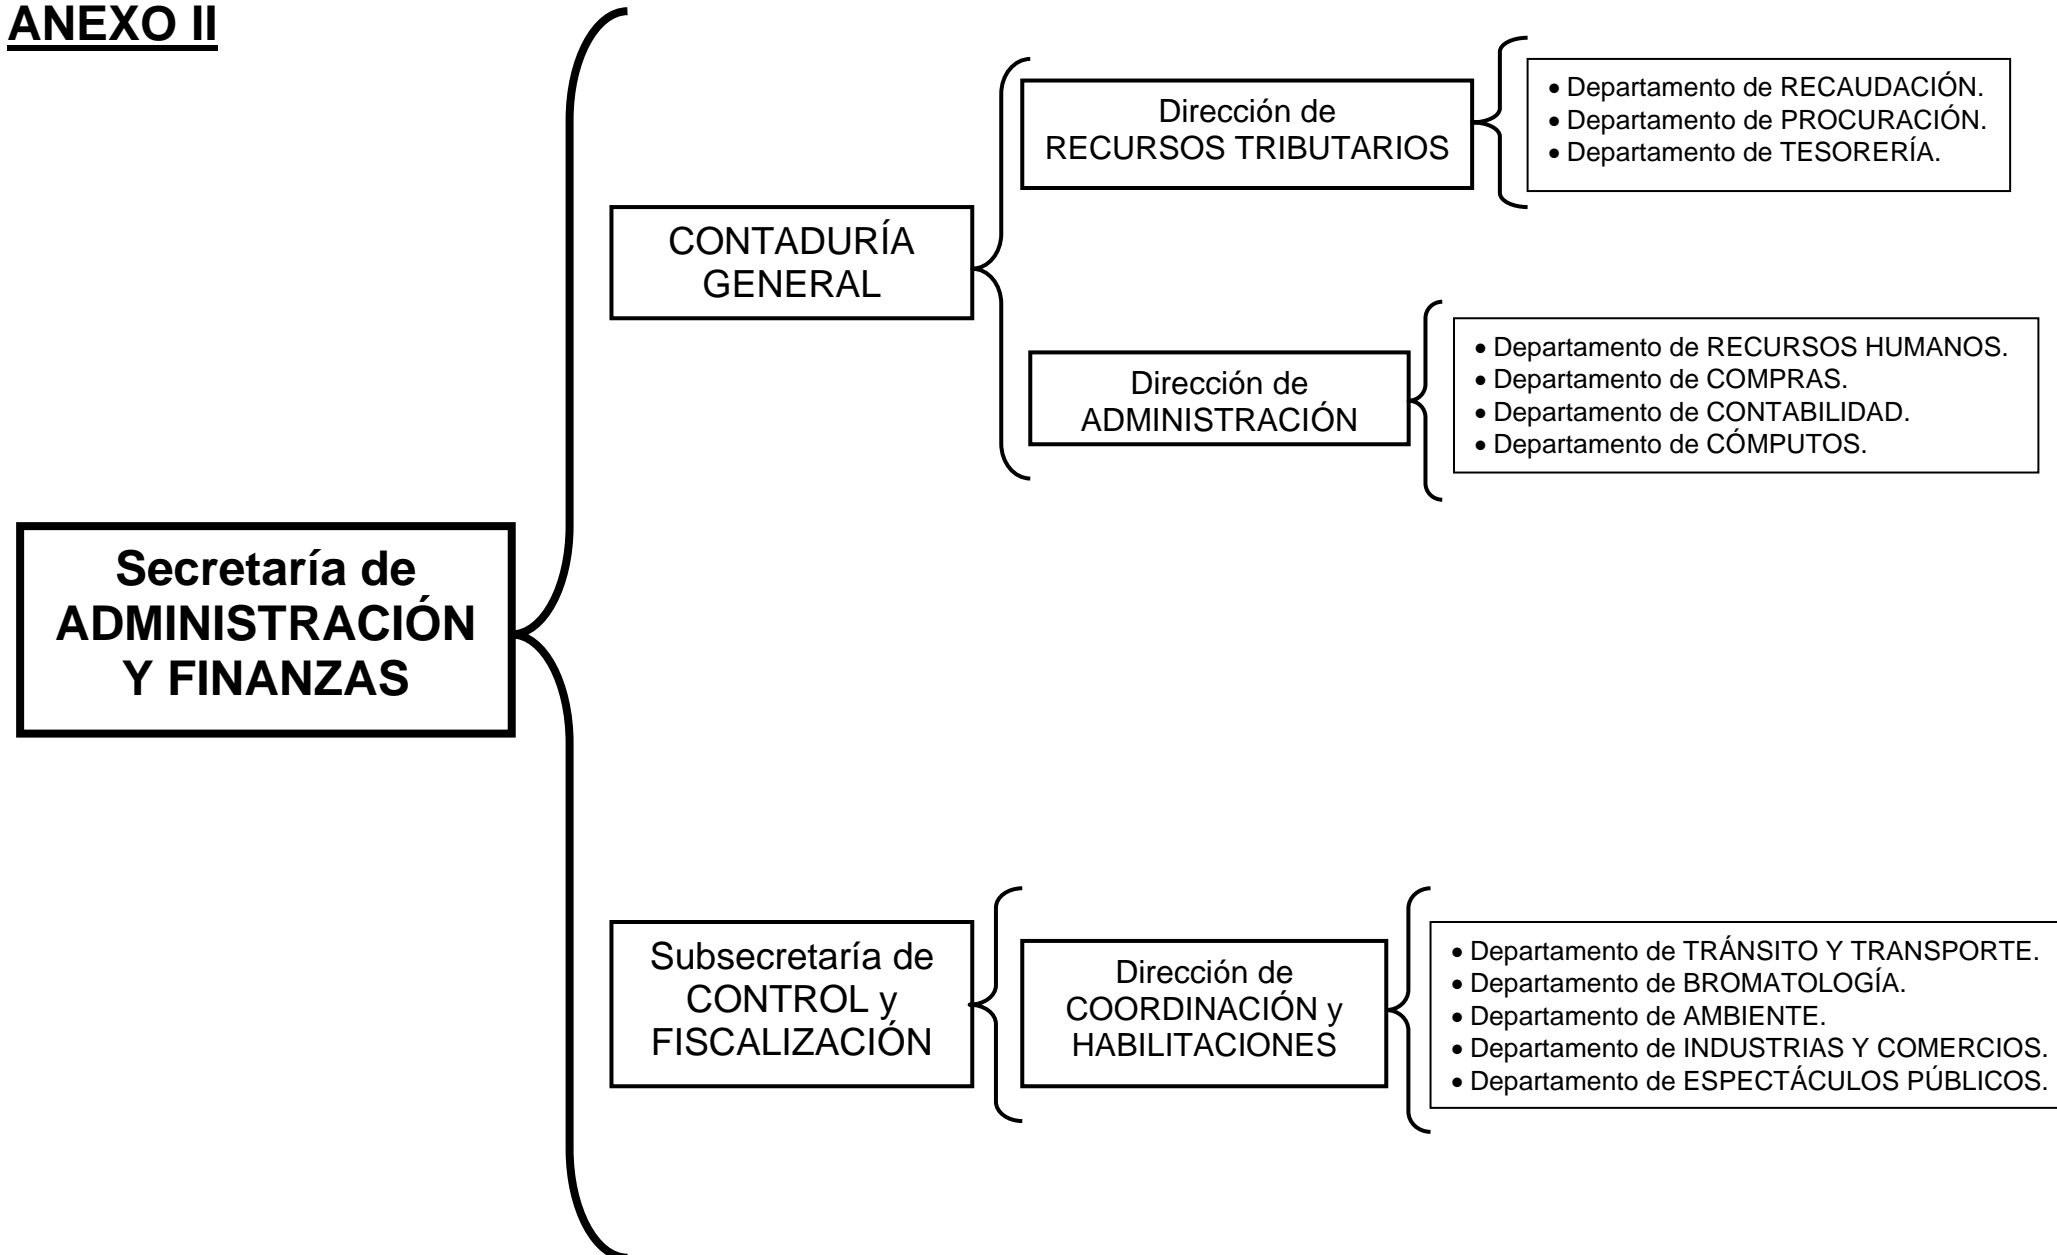 ANEXO II
Secretaría de
ADMINISTRACIÓN
Y FINANZAS
CONTADURÍA
GENERAL
Dirección de
RECURSOS TRIBUTARIOS
• Departamento de RECAUDACIÓN.
• Departamento de PROCURACIÓN.
• Departamento de TESORERÍA.
Dirección de
ADMINISTRACIÓN
• Departamento de RECURSOS HUMANOS.
• Departamento de COMPRAS.
• Departamento de CONTABILIDAD.
• Departamento de CÓMPUTOS.
Subsecretaría de
CONTROL y
FISCALIZACIÓN
Dirección de
COORDINACIÓN y
HABILITACIONES
• Departamento de TRÁNSITO Y TRANSPORTE.
• Departamento de BROMATOLOGÍA.
• Departamento de AMBIENTE.
• Departamento de INDUSTRIAS Y COMERCIOS.
• Departamento de ESPECTÁCULOS PÚBLICOS.